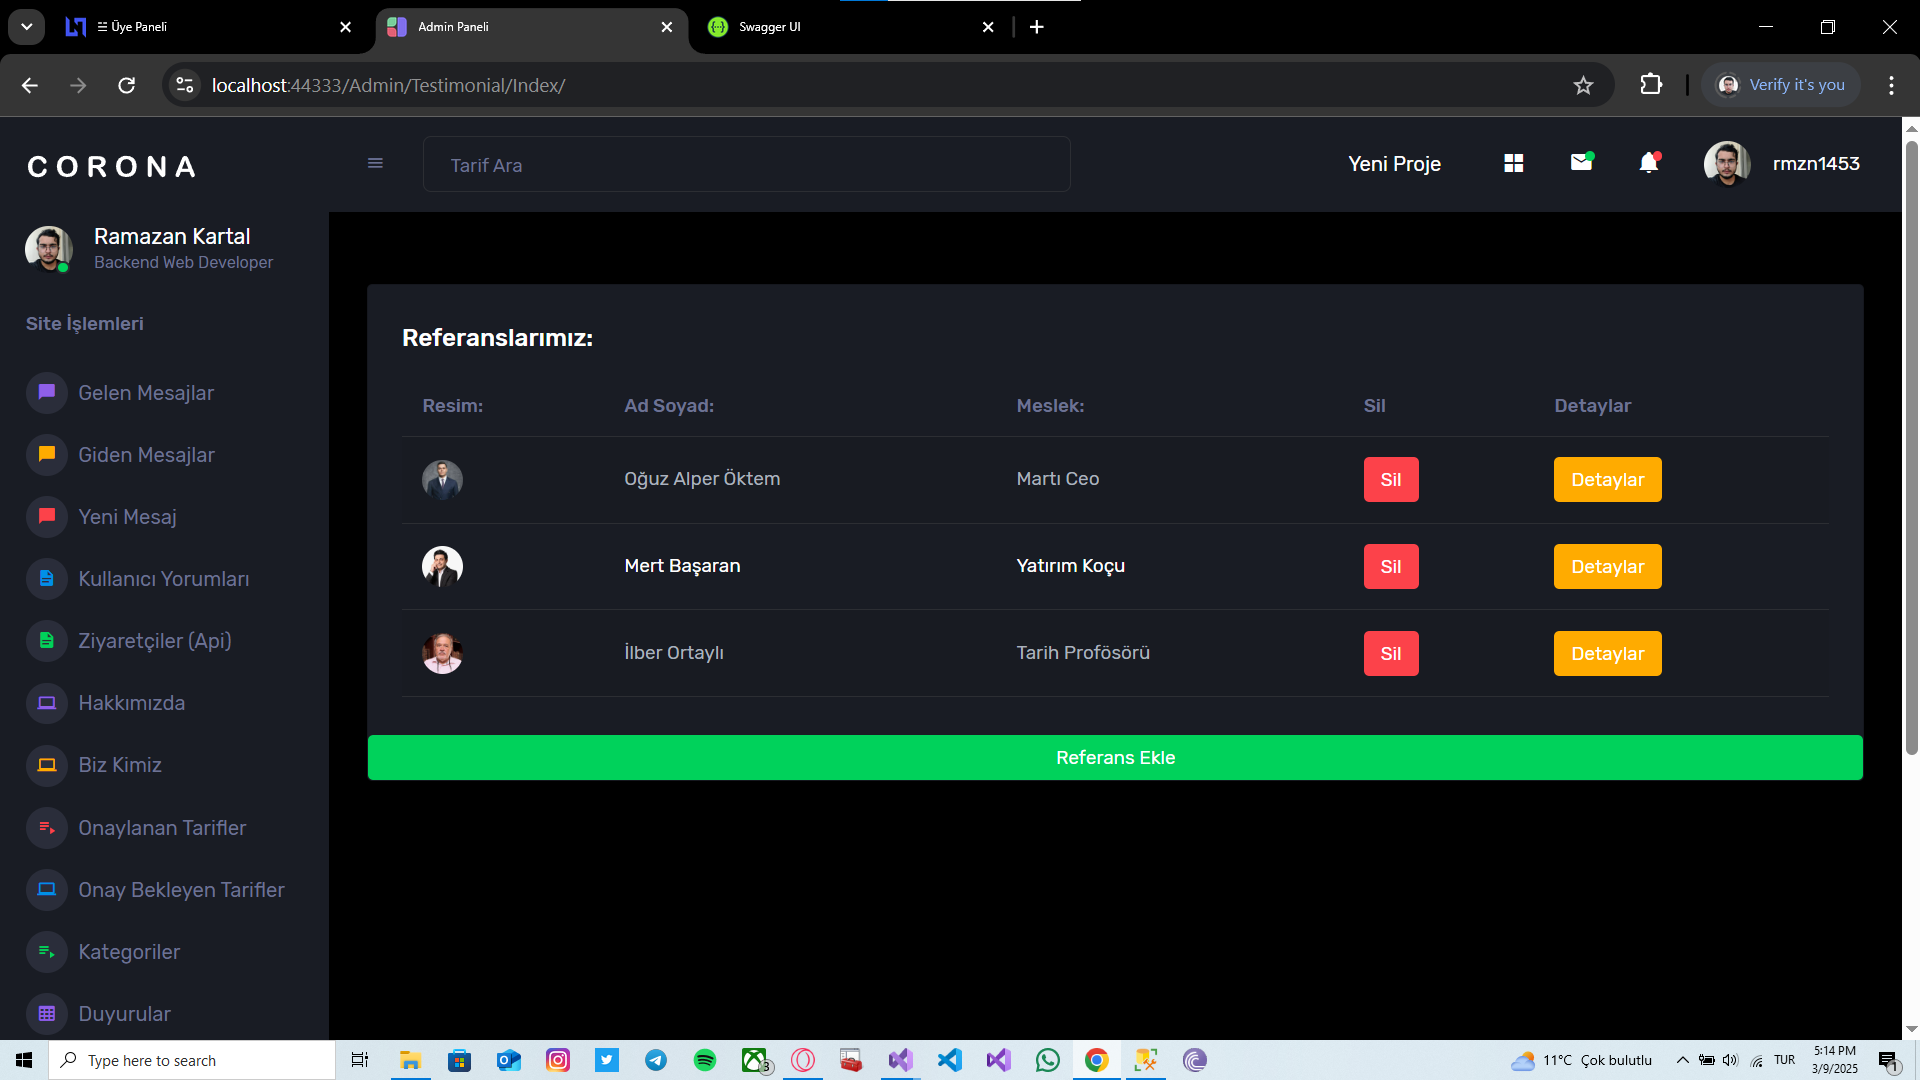 Üye Paneli
Admin Paneli
Swagger UI
localhost:44333/Admin/Testimonial/Index/
Verify it's you
CORONA
Tarif Ara
Yeni Proje
rmzn1453
Ramazan Kartal
Backend Web Developer
Site İşlemleri
Gelen Mesajlar
Giden Mesajlar
Yeni Mesaj
Kullanıcı Yorumları
Ziyaretçiler (Api)
Hakkımızda
Biz Kimiz
Onaylanan Tarifler
Onay Bekleyen Tarifler
Kategoriler
Duyurular
Referanslarımız:
Resim: Ad Soyad: Meslek: Sil Detaylar
Oğuz Alper Öktem Martı Ceo Sil Detaylar
Mert Başaran Yatırım Koçu Sil Detaylar
İlber Ortaylı Tarih Profösörü Sil Detaylar
Referans Ekle
Type here to search
3
11°C Çok bulutlu
TUR
5:14 PM
3/9/2025
1